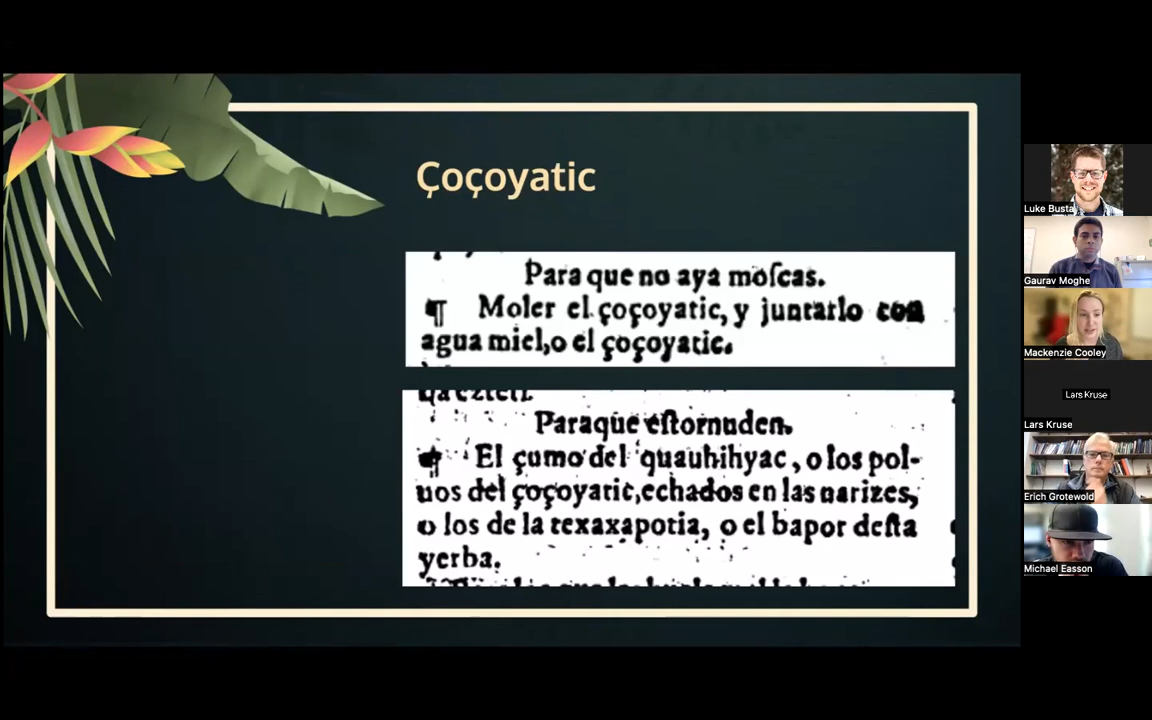 Çoçoyatic
Para que no aya moſcas.
¶ Moler el çoçoyatic, y juntarlo con
agua miel, o el çoçoyatic.
Paraque eſtornuden.
¶ El çumo del quauhihyac, o los pol-
uos del çoçoyatic, echados en las narizes,
o los de la texaxapotla, o el bapor deſta
yerba.
Luke Busta
Gaurav Moghe
Mackenzie Cooley
Lars Kruse
Lars Kruse
Erich Grotewold
Michael Easson